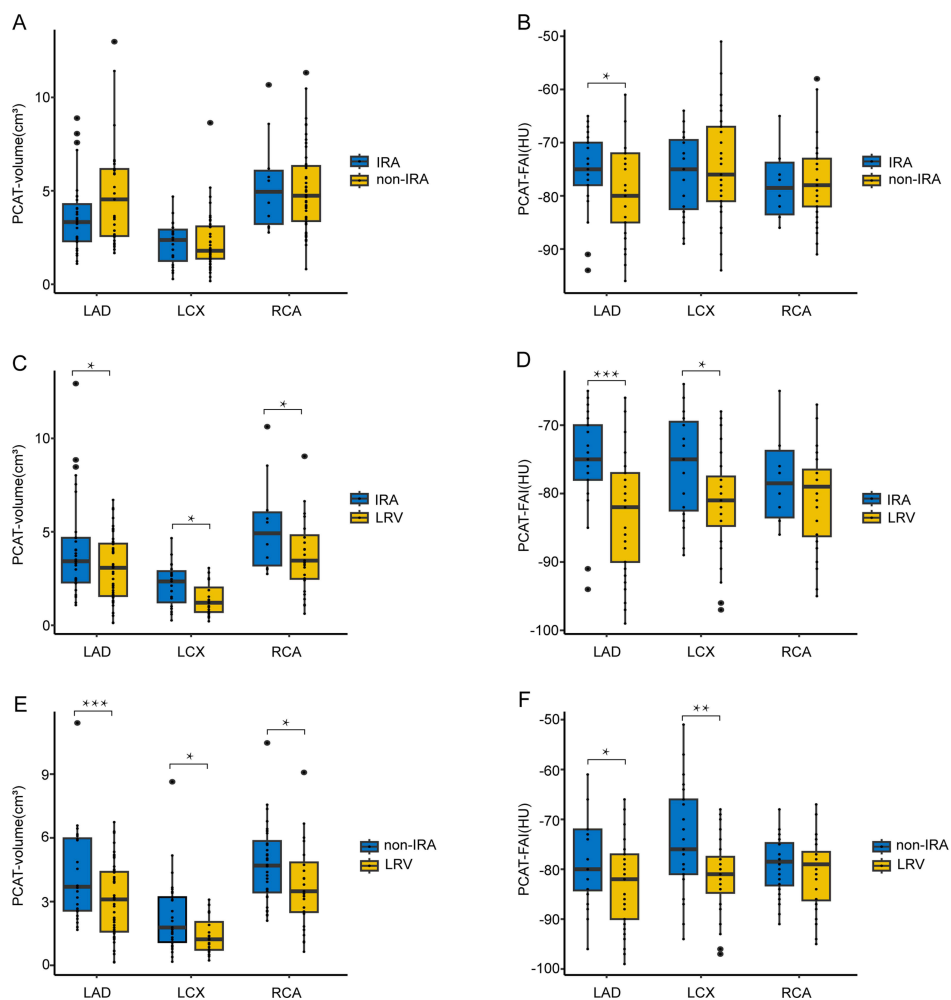 A
PCAT-volume(cm³)
10
5
0
LAD LCX RCA
IRA
non-IRA
B
PCAT-FAI(HU)
-50
-60
-70
-80
-90
*
LAD LCX RCA
IRA
non-IRA
C
PCAT-volume(cm³)
10
5
0
* * *
LAD LCX RCA
IRA
LRV
D
PCAT-FAI(HU)
-70
-80
-90
-100
*** *
LAD LCX RCA
IRA
LRV
E
PCAT-volume(cm³)
9
6
3
0
*** * *
LAD LCX RCA
non-IRA
LRV
F
PCAT-FAI(HU)
-50
-60
-70
-80
-90
-100
* **
LAD LCX RCA
non-IRA
LRV